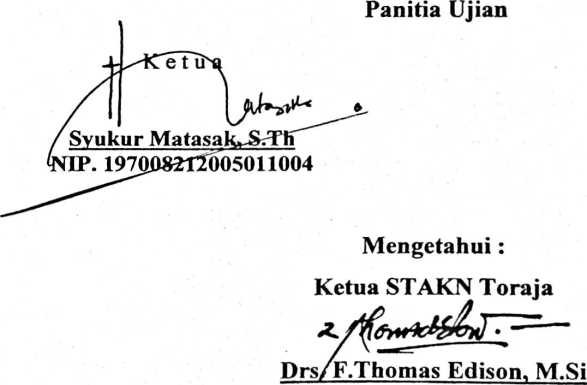 Panitia Ujian
Ketua
Syukur Matasak, S.Th
NIP. 197008212005011004
Mengetahui :
Ketua STAKN Toraja
Drs, F.Thomas Edison, M.Si